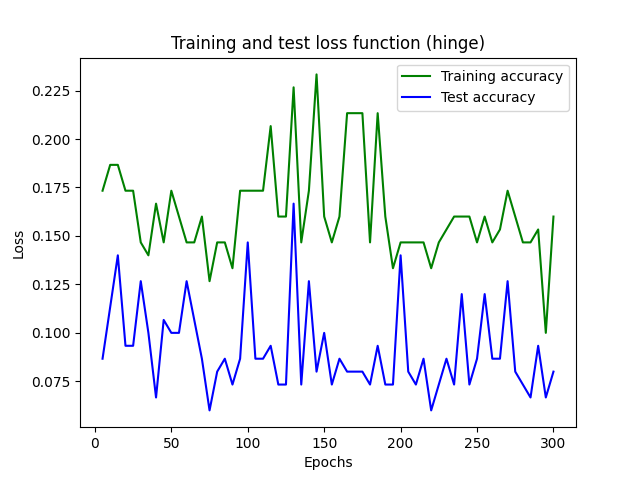 Training and test loss function (hinge)
Training accuracy
Test accuracy
Loss
0.225
0.200
0.175
0.150
0.125
0.100
0.075
0 50 100 150 200 250 300
Epochs